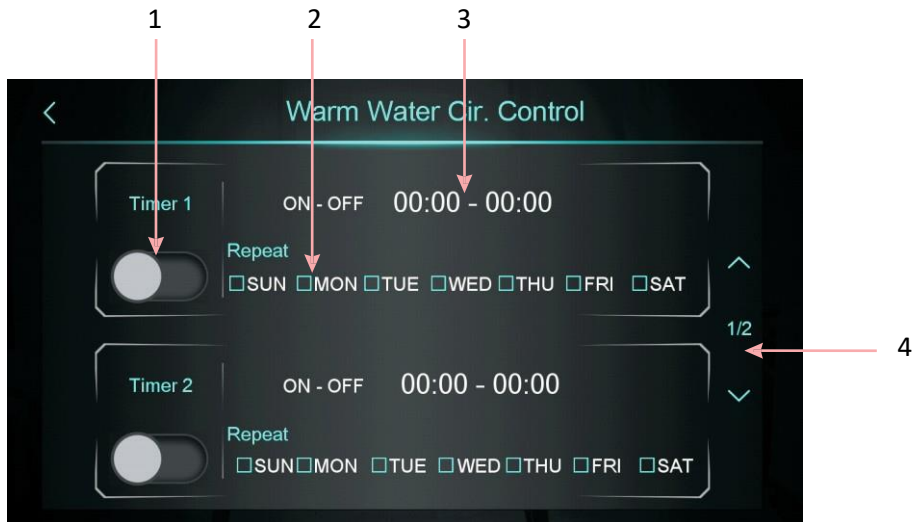 1 2 3
Warm Water Cir. Control
Timer 1 ON - OFF 00:00 - 00:00
Repeat
□SUN □MON □TUE □WED □THU □FRI □SAT
1/2
4
Timer 2 ON - OFF 00:00 - 00:00
Repeat
□SUN□MON □TUE □WED □THU □FRI □SAT